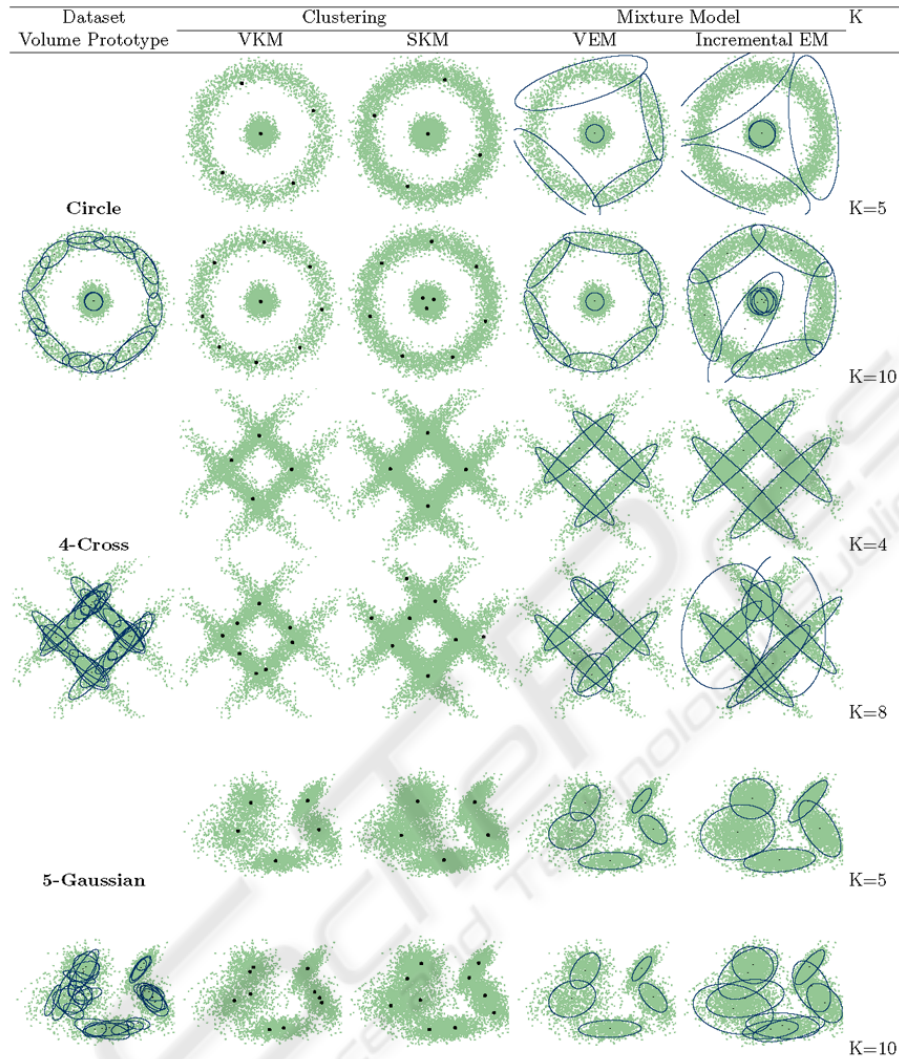 Dataset Clustering Mixture Model K
Volume Prototype VKM SKM VEM Incremental EM
Circle K=5
K=10
4-Cross K=4
K=8
5-Gaussian K=5
K=10